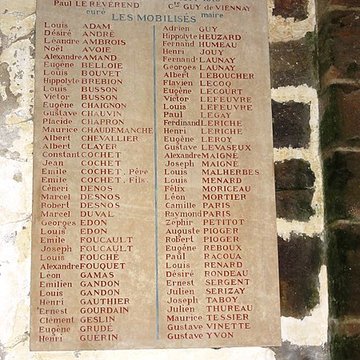 Paul LE REVEREND
curé
Cte GUY de VIENNAY
maire
LES MOBILISÉS
Louis ADAM
Désiré ANDRÉ
Léandre AMBROIS
Noël AVOIE
Alexandre AMAND
Eugène BELLOIE
Louis BOUVET
Hippolyte BREBION
Louis BUSSON
Victor BUSSON
Eugène CHAIGNON
Gustave CHAUVIN
Placide CHAPRON
Maurice CHAUDEMANCHE
Albert CHEVALLIER
Albert CLAYER
Constant COCHET
Jean COCHET
Emile COCHET. Père
Emile COCHET. Fils.
Céneri DENOS
Marcel DESNOS
Robert DESNOS
Marcel DUVAL
Georges EDON
Louis EDON
Emile FOUCAULT
Joseph FOUCAULT
Louis FOUCHÉ
Alexandre FOUQUET
Léon GAMAS
Emilien GANDON
Louis GANDON
Henri GAUTHIER
Ernest GOURDAIN
Clément GESLIN
Eugène GRUDÉ
Henri GUERIN
Adrien GUY
Hippolyte HEUZARD
Fernand HUMEAU
Henri JOUY
Fernand LAUNAY
Georges LAUNAY
Albert LEBOUCHER
Flavien LECOQ
Eugène LECOURT
Victor LEFEUVRE
Louis LEFEUVRE
Paul LEGAY
Ferdinand LERICHE
Henri LERICHE
Eugène LEROY
Gustave LEVASEUX
Alexandre MAIGNÉ
Joseph MAIGNÉ
Louis MALHERBES
Louis MENARD
Félix MORICEAU
Léon MORTIER
Camille PARIS
Raymond PARIS
Zéphir PETITOT
Auguste PIGGER
Robert PIGGER
Eugène REBOUX
Paul RACOUA
Louis RENARD
Désiré RONDEAU
Ernest SERGENT
Julien SERIZAY
Joseph TABOY
Julien THUREAU
Maurice TESSIER
Gustave VINETTE
Gustave YVON